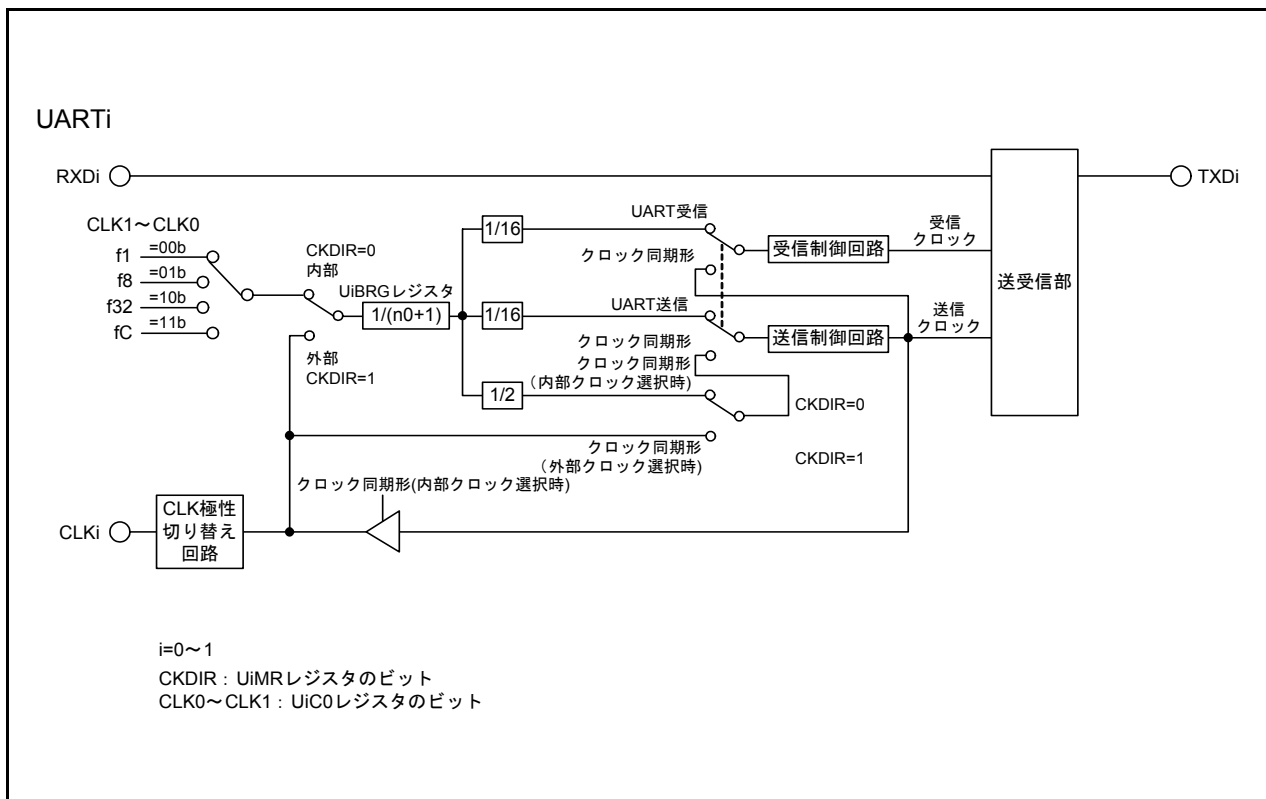 UARTi
RXDi
TXDi
CLK1～CLK0
f1
=00b
f8
=01b
f32
=10b
fC
=11b
CKDIR=0
内部
外部
CKDIR=1
UiBRGレジスタ
1/(n0+1)
1/16
UART受信
クロック同期形
受信制御回路
受信
クロック
1/16
UART送信
クロック同期形
送信制御回路
送信
クロック
送受信部
クロック同期形
（内部クロック選択時）
1/2
CKDIR=0
クロック同期形
（外部クロック選択時）
CKDIR=1
クロック同期形(内部クロック選択時)
CLKi
CLK極性
切り替え
回路
i=0～1
CKDIR：UiMRレジスタのビット
CLK0～CLK1：UiC0レジスタのビット